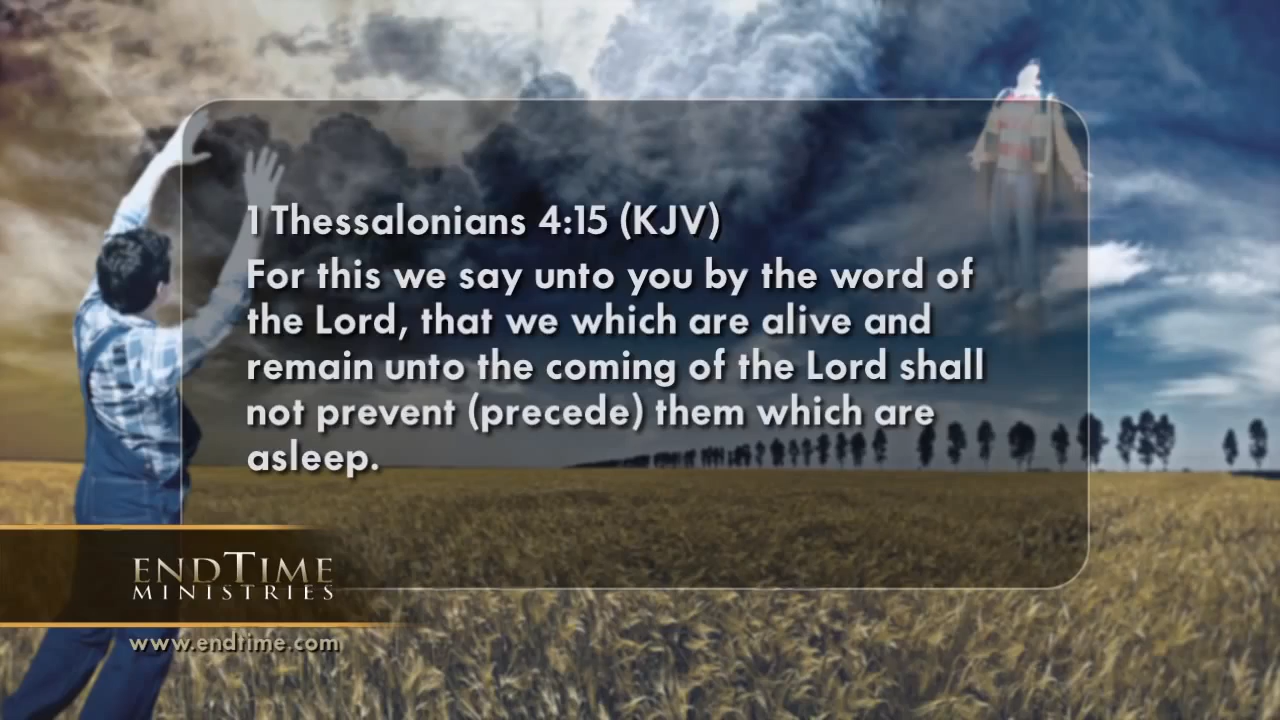 1 Thessalonians 4:15 (KJV)
For this we say unto you by the word of
the Lord, that we which are alive and
remain unto the coming of the Lord shall
not prevent (precede) them which are
asleep.
ENDTIME
MINISTRIES
www.endtime.com